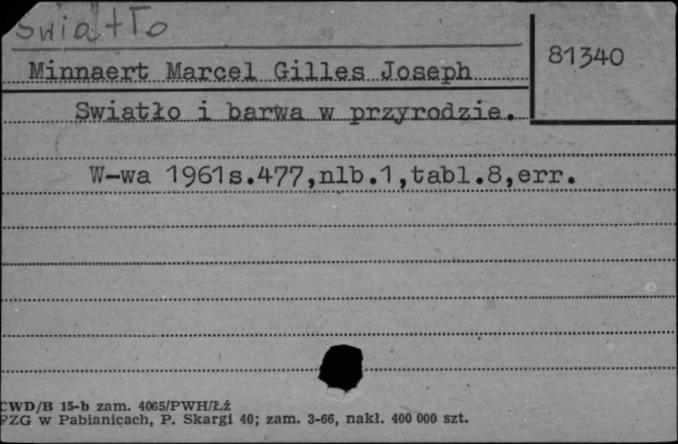 Światło
81340
Minnaert Marcel Gilles Joseph
Swiatło i barwa w przyrodzie.
W-wa 1961s.477,nlb.1,tabl.8,err.
CWD/B 15-b zam. 4065/PWH/Łź
PZG w Pabianicach, P. Skargi 40; zam. 3-66, nakł. 400 000 szt.